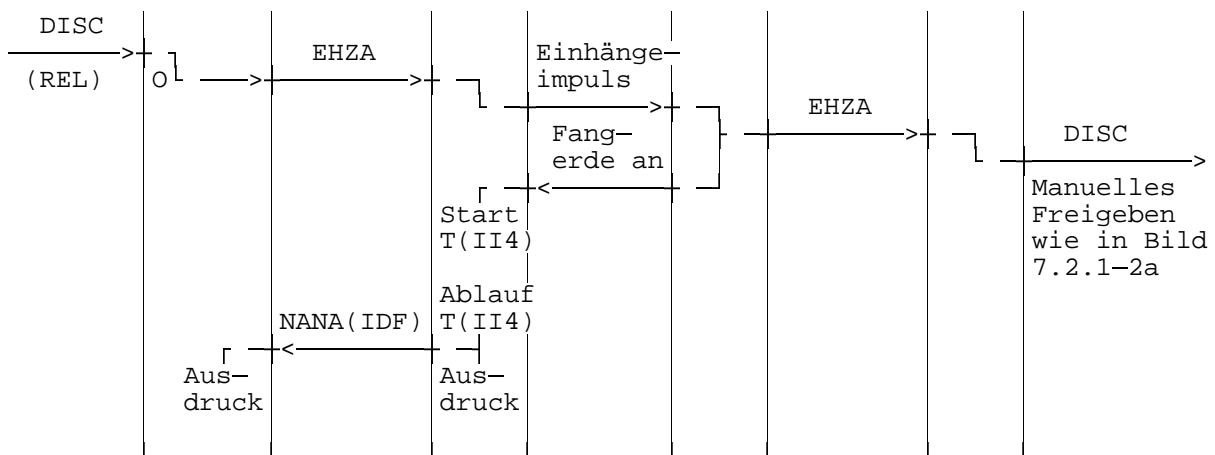 DISC
(REL)
O
EHZA
Einhänge—
impuls
Fang—
erde an
EHZA
DISC
Manuelles
Freigeben
wie in Bild
7.2.1—2a
Start
T(II4)
Ablauf
T(II4)
NANA(IDF)
Aus—
druck
Aus—
druck